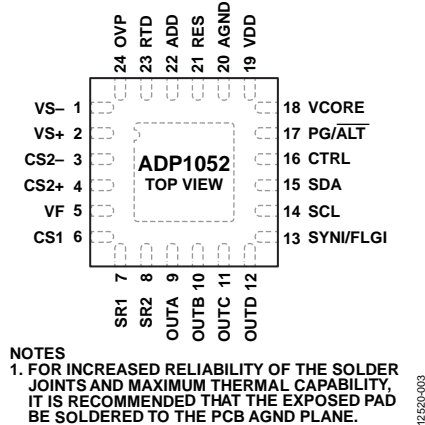 24 OVP
23 RTD
22 ADD
21 RES
20 AGND
19 VDD
VS– 1
VS+ 2
CS2– 3
CS2+ 4
VF 5
CS1 6
ADP1052
TOP VIEW
18 VCORE
17 PG/ALT
16 CTRL
15 SDA
14 SCL
13 SYNI/FLGI
SR1 7
SR2 8
OUTA 9
OUTB 10
OUTC 11
OUTD 12
NOTES
1. FOR INCREASED RELIABILITY OF THE SOLDER
JOINTS AND MAXIMUM THERMAL CAPABILITY,
IT IS RECOMMENDED THAT THE EXPOSED PAD
BE SOLDERED TO THE PCB AGND PLANE.
12520-003